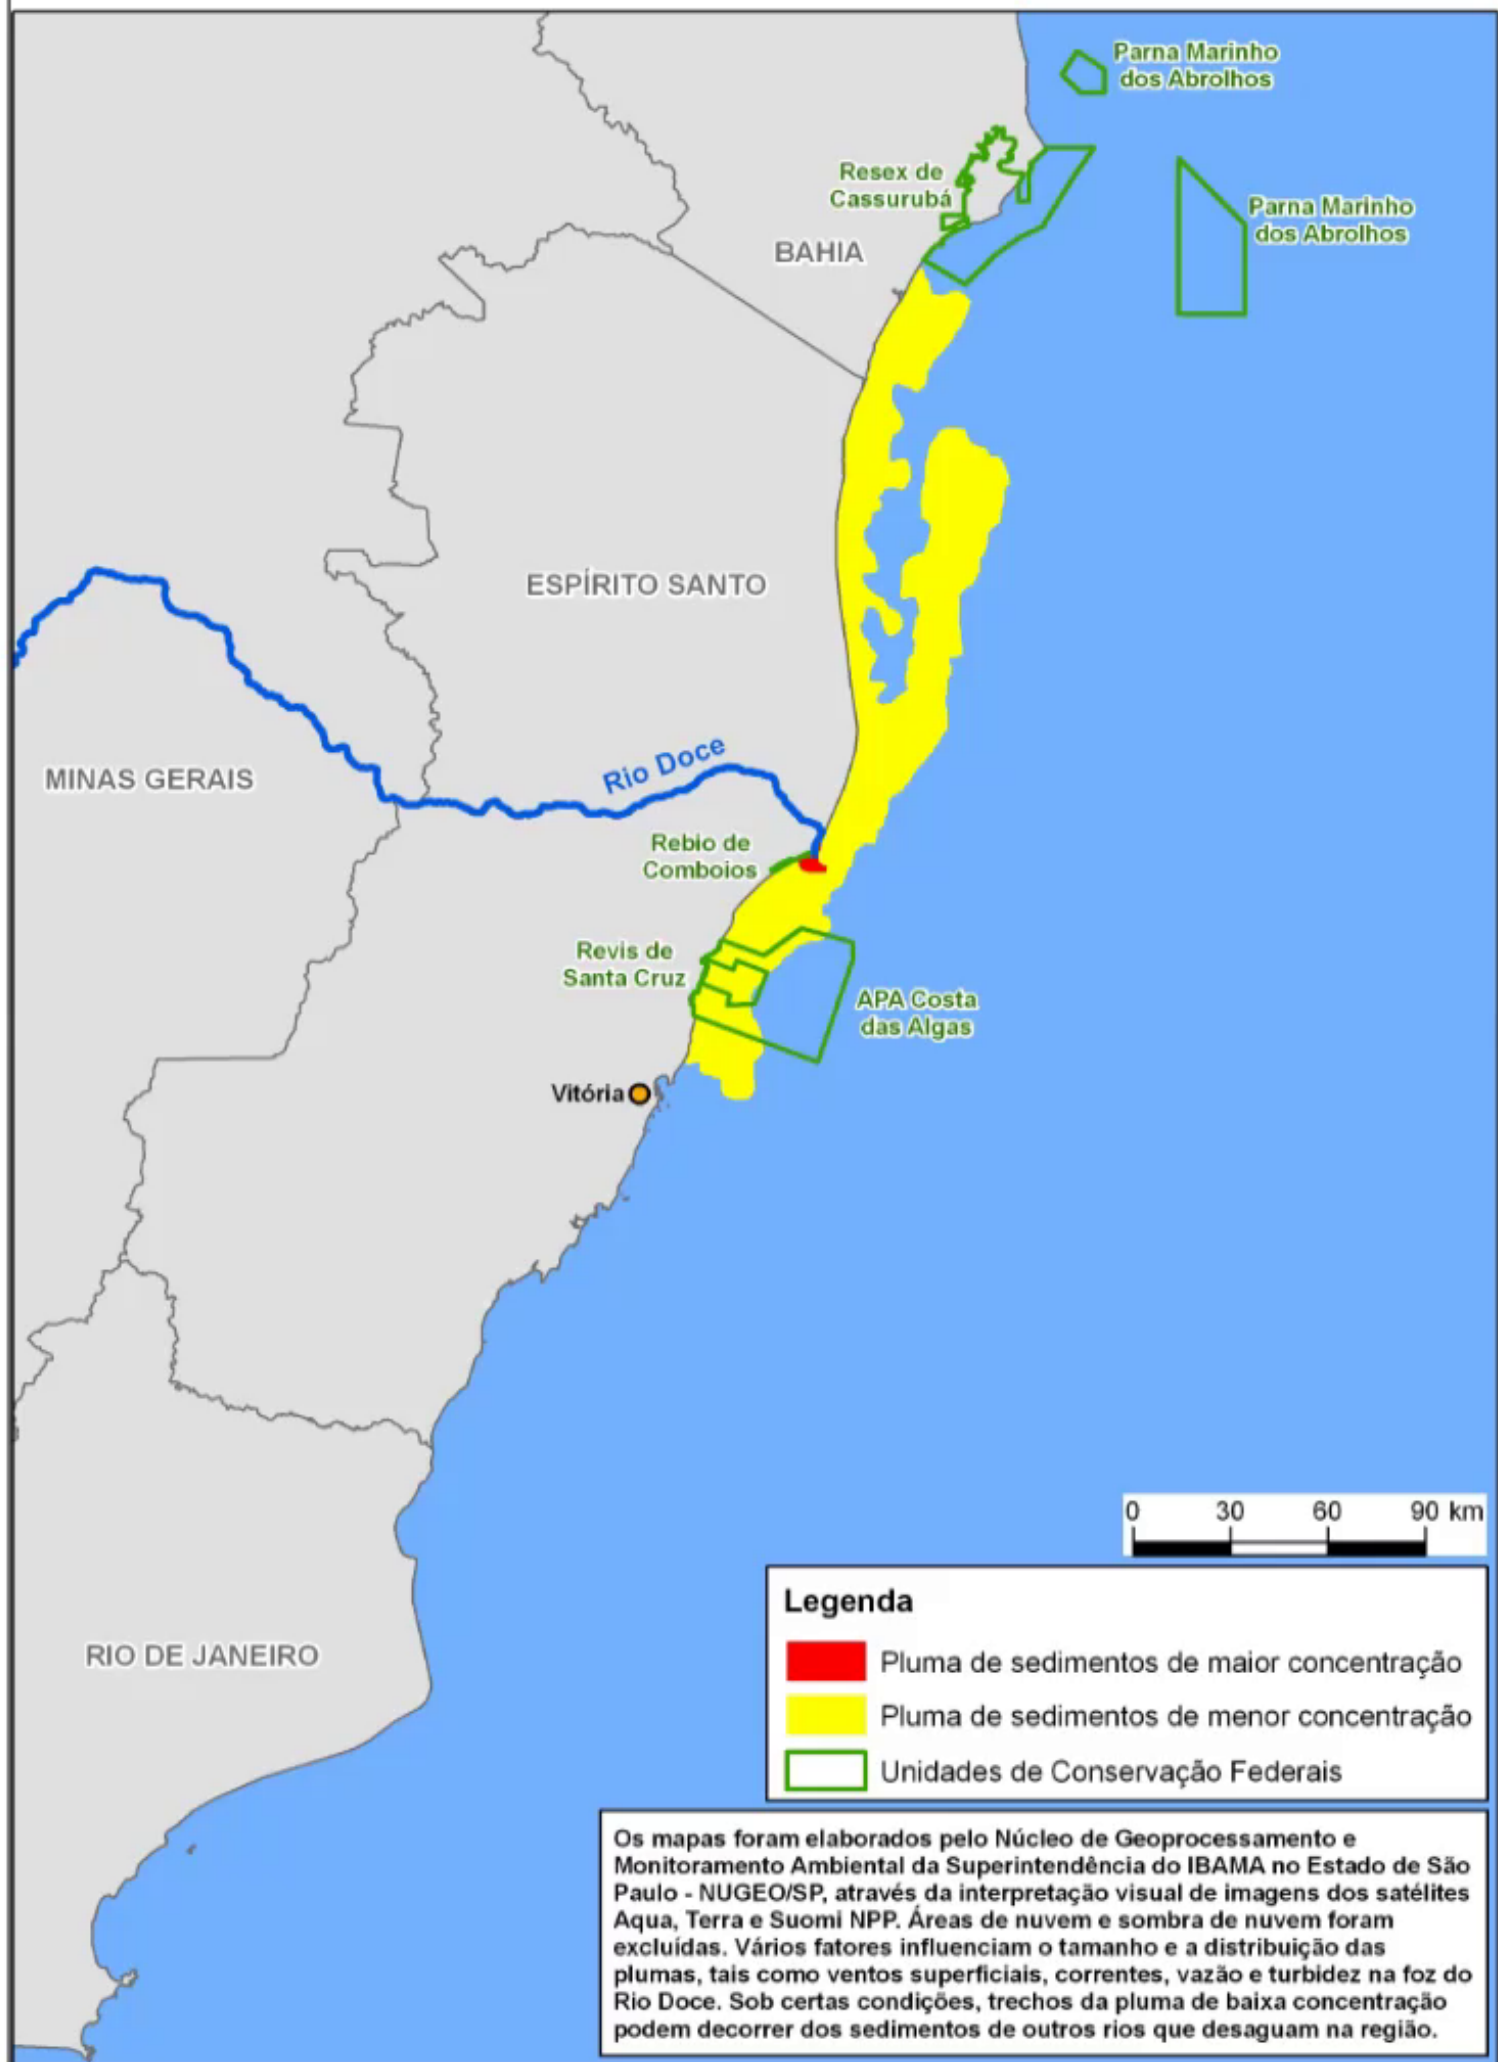 Parna Marinho
dos Abrolhos
Resex de
Cassurubá
Parna Marinho
dos Abrolhos
BAHIA
ESPÍRITO SANTO
MINAS GERAIS
Rio Doce
Rebio de
Comboios
Revis de
Santa Cruz
APA Costa
das Algas
Vitória
RIO DE JANEIRO
0 30 60 90 km
Legenda
Pluma de sedimentos de maior concentração
Pluma de sedimentos de menor concentração
Unidades de Conservação Federais
Os mapas foram elaborados pelo Núcleo de Geoprocessamento e
Monitoramento Ambiental da Superintendência do IBAMA no Estado de São
Paulo - NUGEO/SP, através da interpretação visual de imagens dos satélites
Aqua, Terra e Suomi NPP. Áreas de nuvem e sombra de nuvem foram
excluídas. Vários fatores influenciam o tamanho e a distribuição das
plumas, tais como ventos superficiais, correntes, vazão e turbidez na foz do
Rio Doce. Sob certas condições, trechos da pluma de baixa concentração
podem decorrer dos sedimentos de outros rios que desaguam na região.